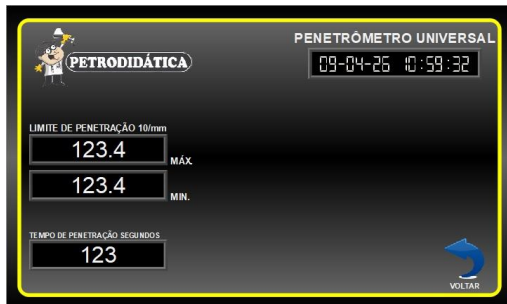 PENETRÔMETRO UNIVERSAL
PETRODIDÁTICA
09-04-26 10:59:32
LIMITE DE PENETRAÇÃO 10/mm
123.4
MÁX.
123.4
MIN.
TEMPO DE PENETRAÇÃO SEGUNDOS
123
VOLTAR